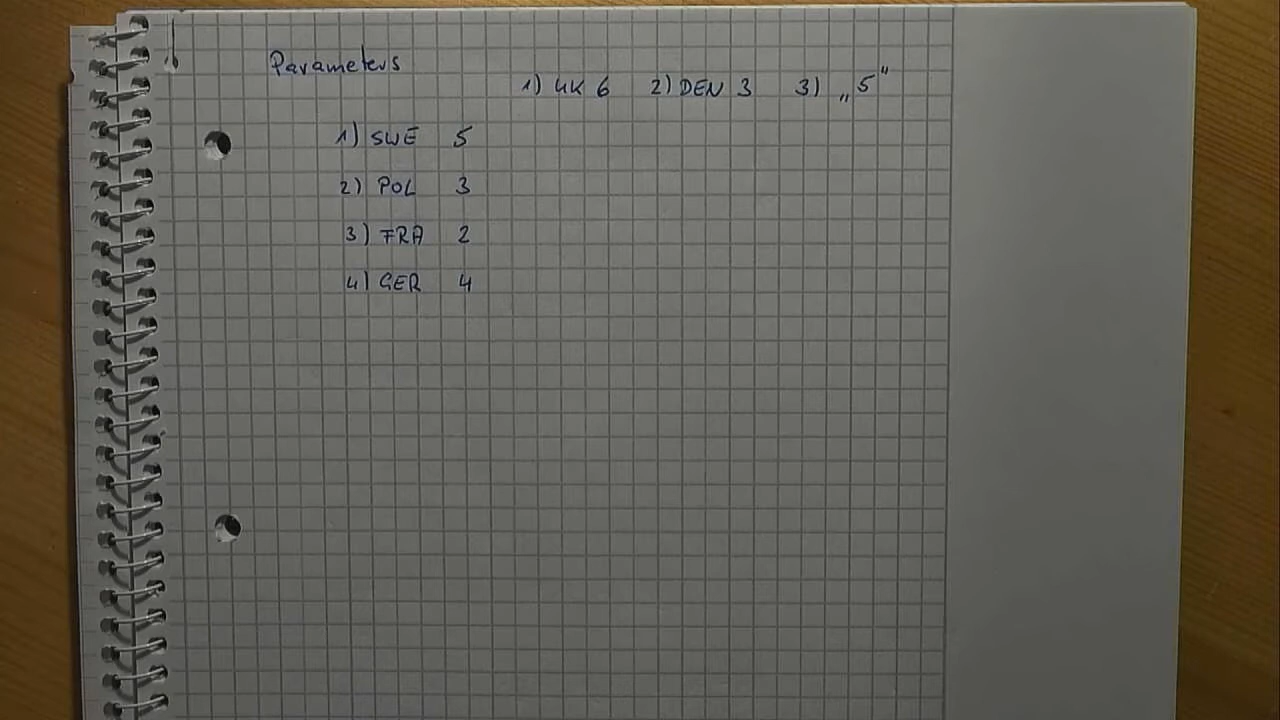 Parameters
1) UK 6 2) DEN 3 3) „5“
1) SWE 5
2) POL 3
3) FRA 2
4) GER 4